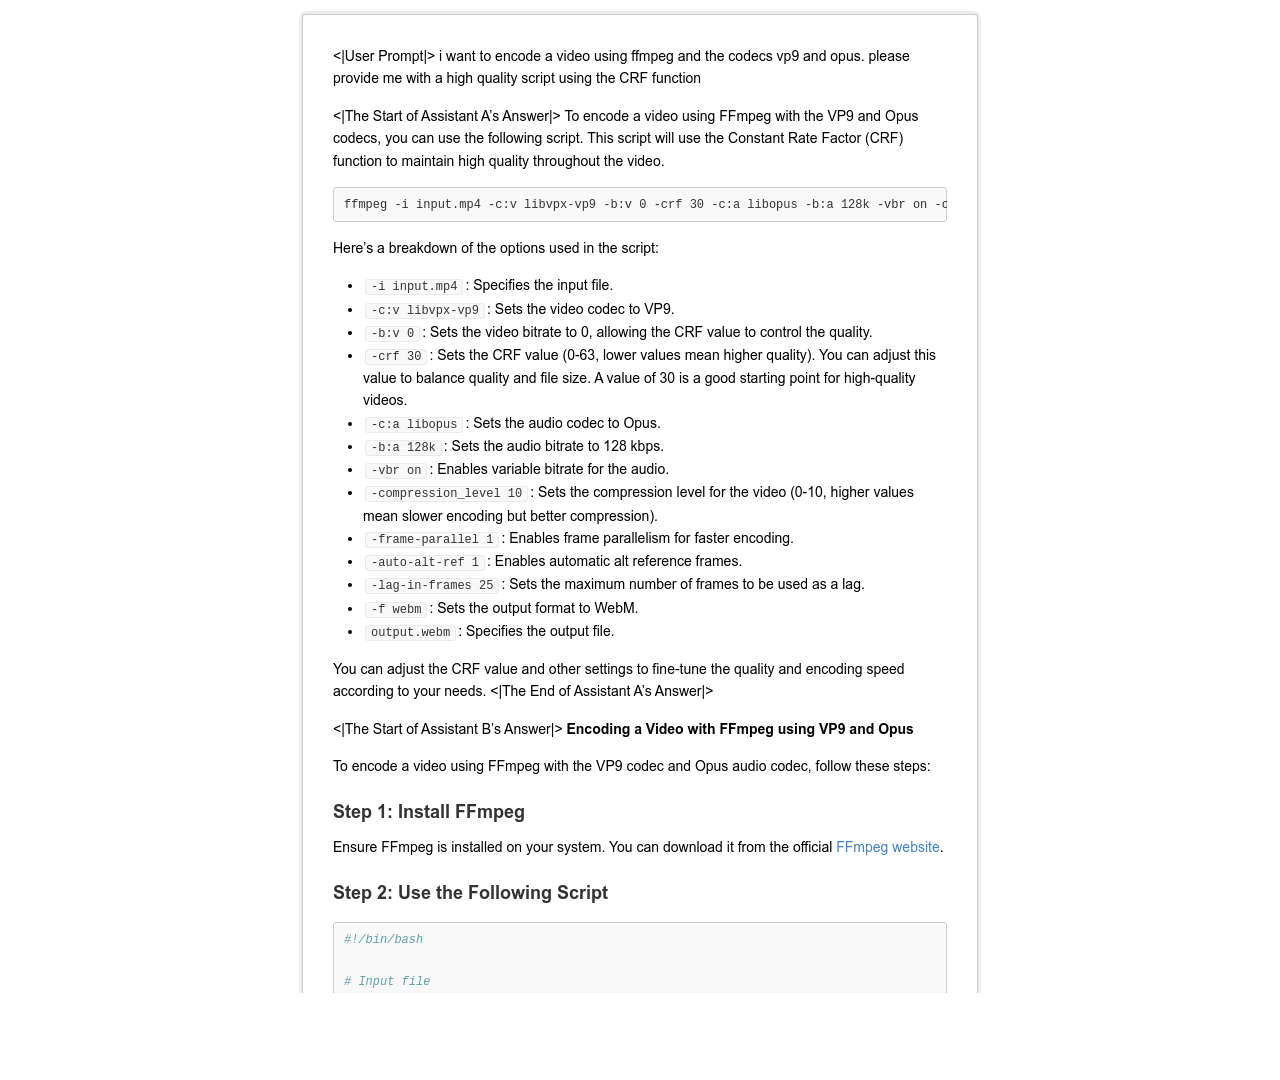 <|User Prompt|> i want to encode a video using ffmpeg and the codecs vp9 and opus. please
provide me with a high quality script using the CRF function
<|The Start of Assistant A’s Answer|> To encode a video using FFmpeg with the VP9 and Opus
codecs, you can use the following script. This script will use the Constant Rate Factor (CRF)
function to maintain high quality throughout the video.
ffmpeg -i input.mp4 -c:v libvpx-vp9 -b:v 0 -crf 30 -c:a libopus -b:a 128k -vbr on -c
Here’s a breakdown of the options used in the script:
• -i input.mp4 : Specifies the input file.
• -c:v libvpx-vp9 : Sets the video codec to VP9.
• -b:v 0 : Sets the video bitrate to 0, allowing the CRF value to control the quality.
• -crf 30 : Sets the CRF value (0-63, lower values mean higher quality). You can adjust this
value to balance quality and file size. A value of 30 is a good starting point for high-quality
videos.
• -c:a libopus : Sets the audio codec to Opus.
• -b:a 128k : Sets the audio bitrate to 128 kbps.
• -vbr on : Enables variable bitrate for the audio.
• -compression_level 10 : Sets the compression level for the video (0-10, higher values
mean slower encoding but better compression).
• -frame-parallel 1 : Enables frame parallelism for faster encoding.
• -auto-alt-ref 1 : Enables automatic alt reference frames.
• -lag-in-frames 25 : Sets the maximum number of frames to be used as a lag.
• -f webm : Sets the output format to WebM.
• output.webm : Specifies the output file.
You can adjust the CRF value and other settings to fine-tune the quality and encoding speed
according to your needs. <|The End of Assistant A’s Answer|>
<|The Start of Assistant B’s Answer|> Encoding a Video with FFmpeg using VP9 and Opus
To encode a video using FFmpeg with the VP9 codec and Opus audio codec, follow these steps:
Step 1: Install FFmpeg
Ensure FFmpeg is installed on your system. You can download it from the official FFmpeg website.
Step 2: Use the Following Script
#!/bin/bash
# Input file